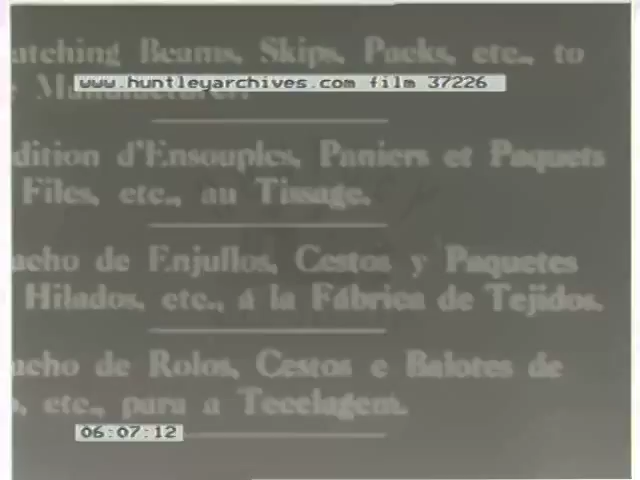 atching Beams, Skips, Packs, etc., to
www.huntleyarchives.com film 37226
e Manufacturer.
dition d'Ensouples, Paniers et Paquets
Files, etc., au Tissage.
acho de Enjullos, Cestos y Paquetes
Hilados, etc., á la Fábrica de Tejidos.
acho de Rolos, Cestos e Balotes de
o, etc., para a Tecelagem.
06:07:12